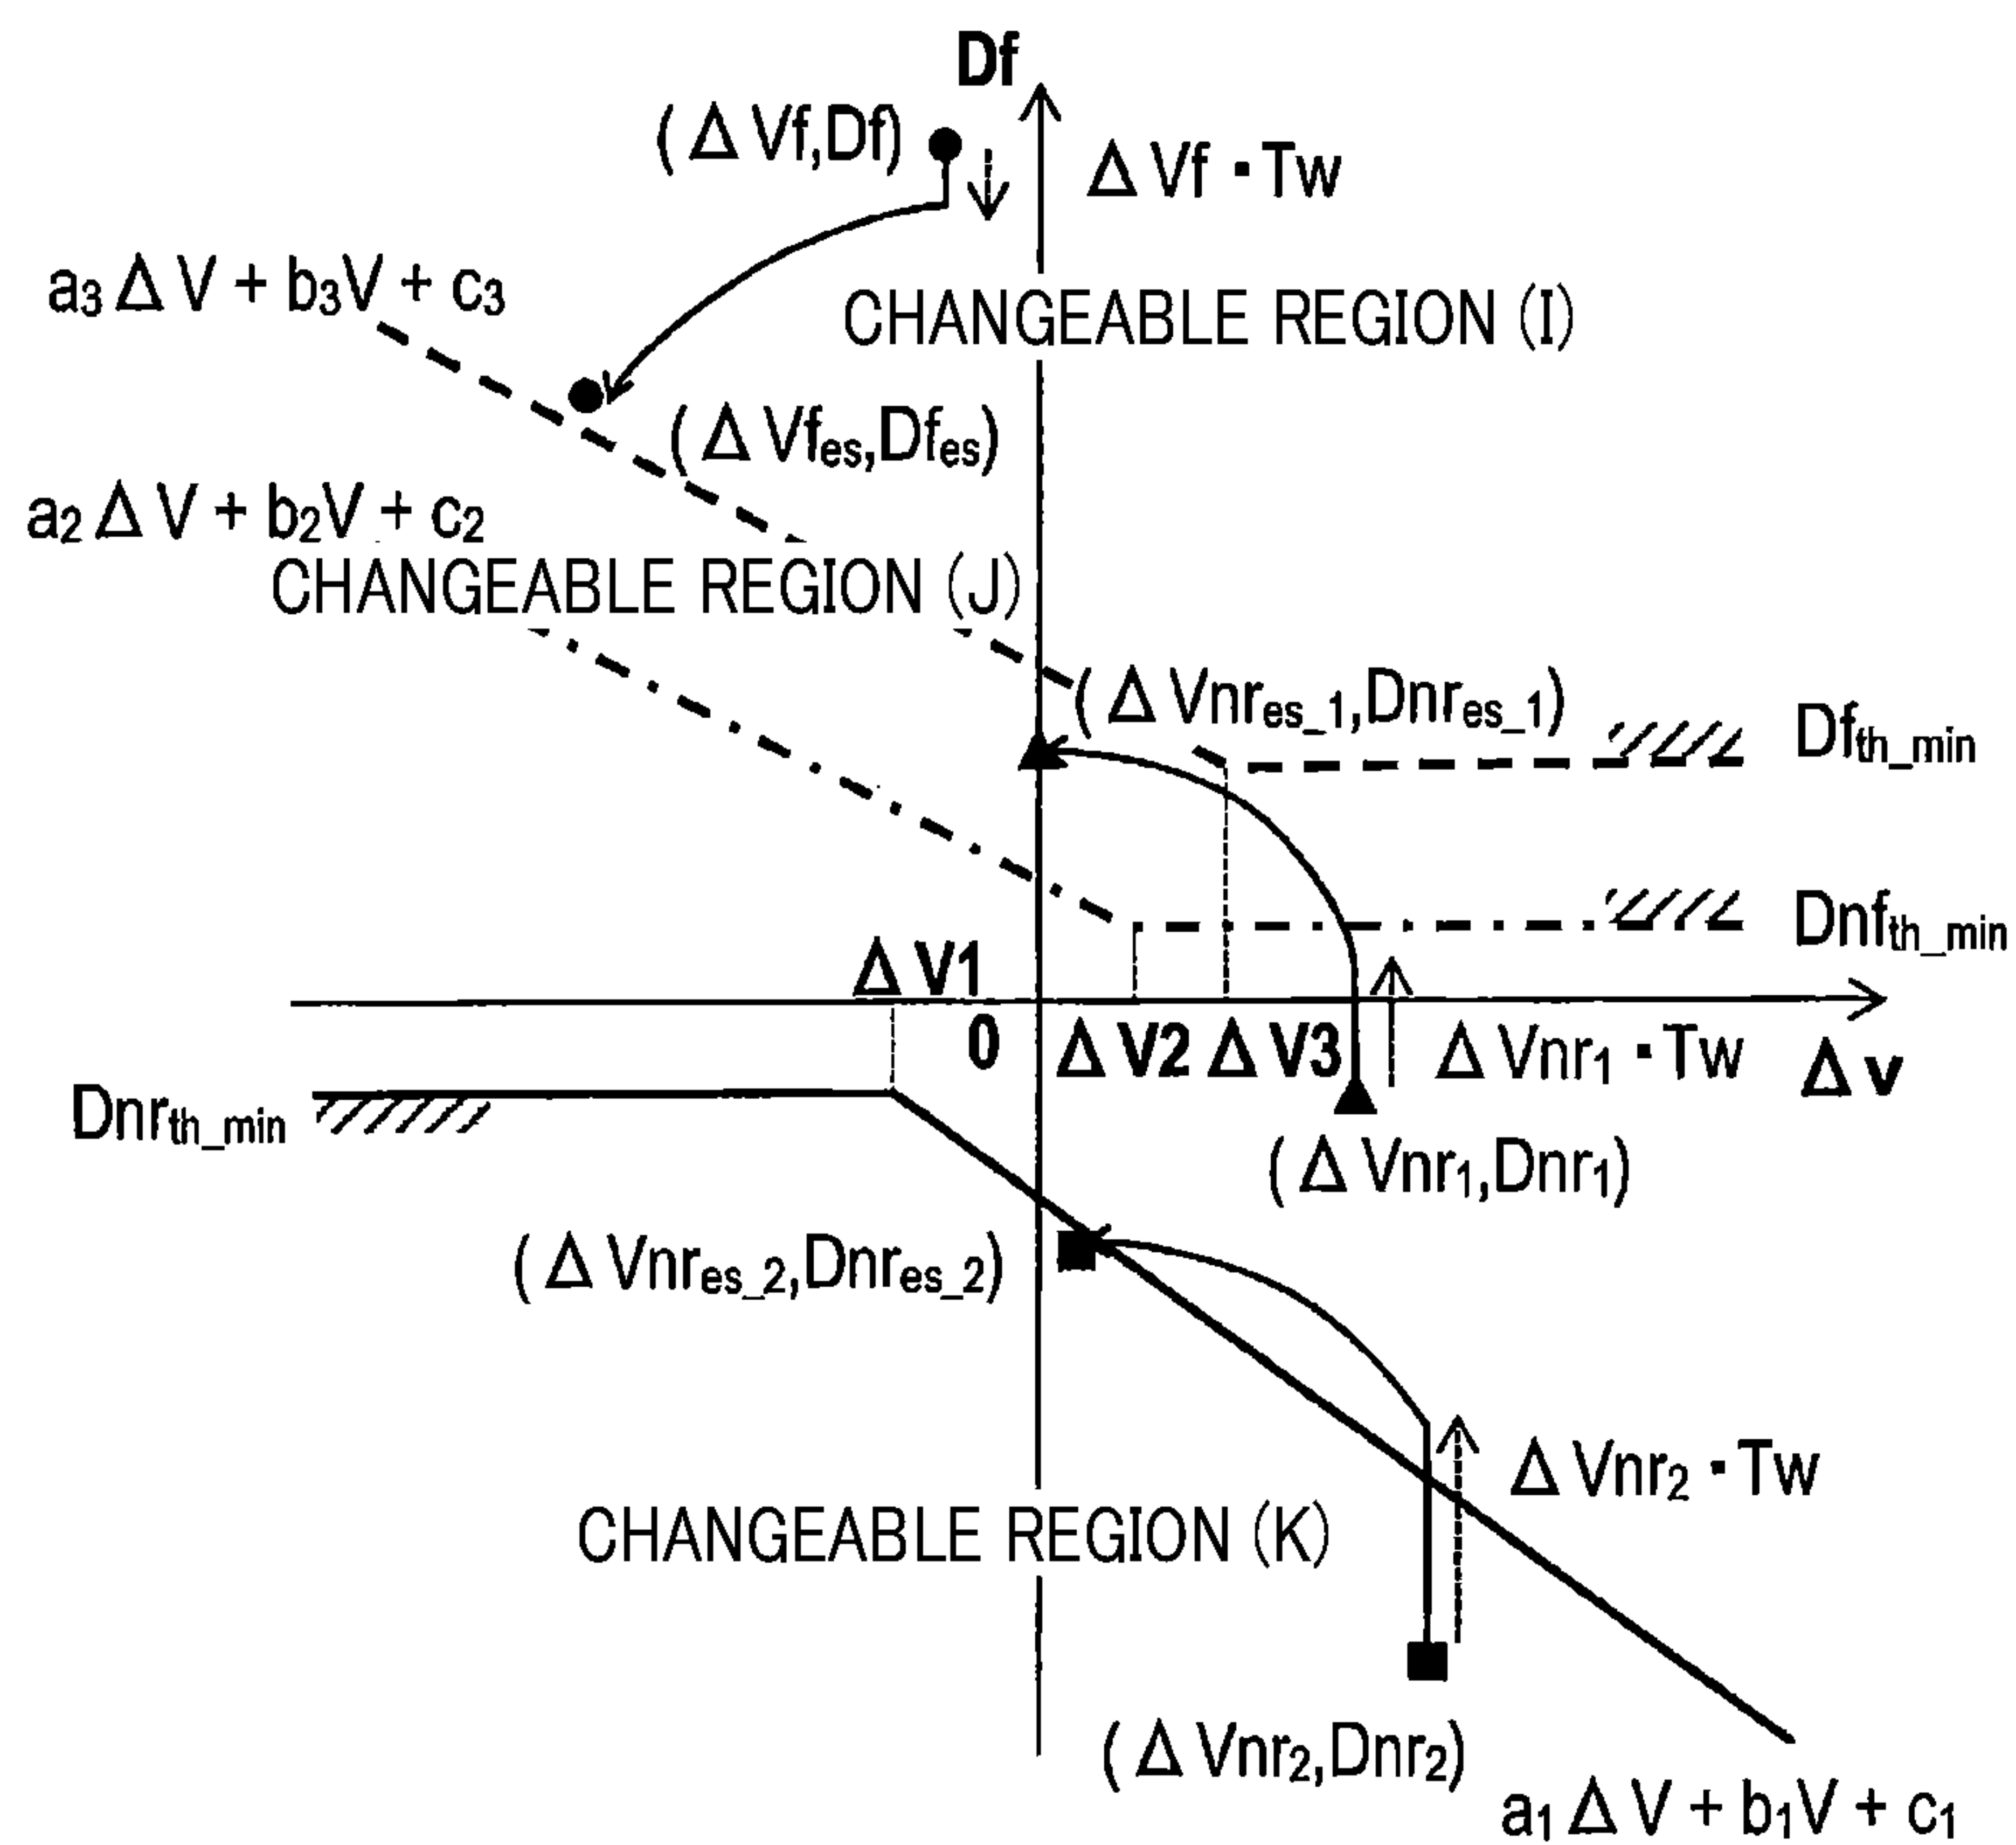 Df
(ΔVf,Df)
ΔVf・Tw
a₃ΔV + b₃V + c₃
CHANGEABLE REGION (I)
(ΔVfₑₛ,Dfₑₛ)
a₂ΔV + b₂V + c₂
CHANGEABLE REGION (J)
(ΔVnres_1,Dnres_1)
Dfth_min
Dnfth_min
ΔV1
0
ΔV2
ΔV3
ΔVnr₁・Tw
Δv
Dnrth_min
(ΔVnr₁,Dnr₁)
(ΔVnres_2,Dnres_2)
ΔVnr₂・Tw
CHANGEABLE REGION (K)
(ΔVnr₂,Dnr₂)
a₁ΔV + b₁V + c₁